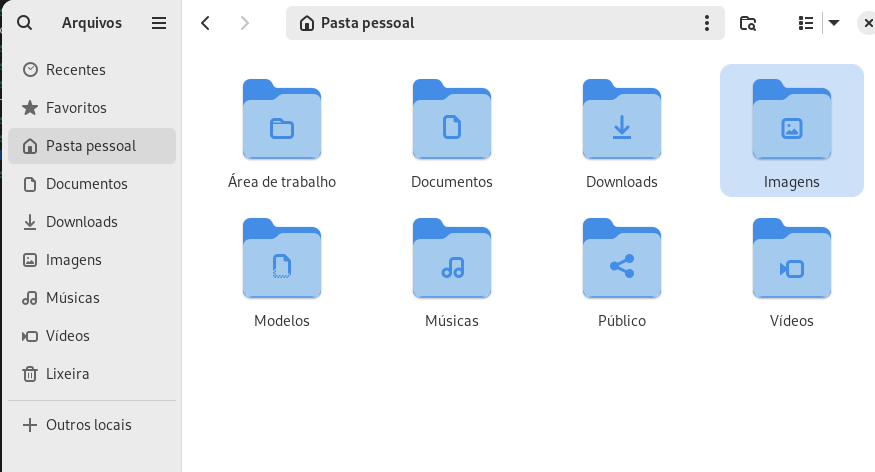 Arquivos
Pasta pessoal
Recentes
Favoritos
Pasta pessoal
Documentos
Downloads
Imagens
Músicas
Vídeos
Lixeira
Outros locais
Área de trabalho
Documentos
Downloads
Imagens
Modelos
Músicas
Público
Vídeos